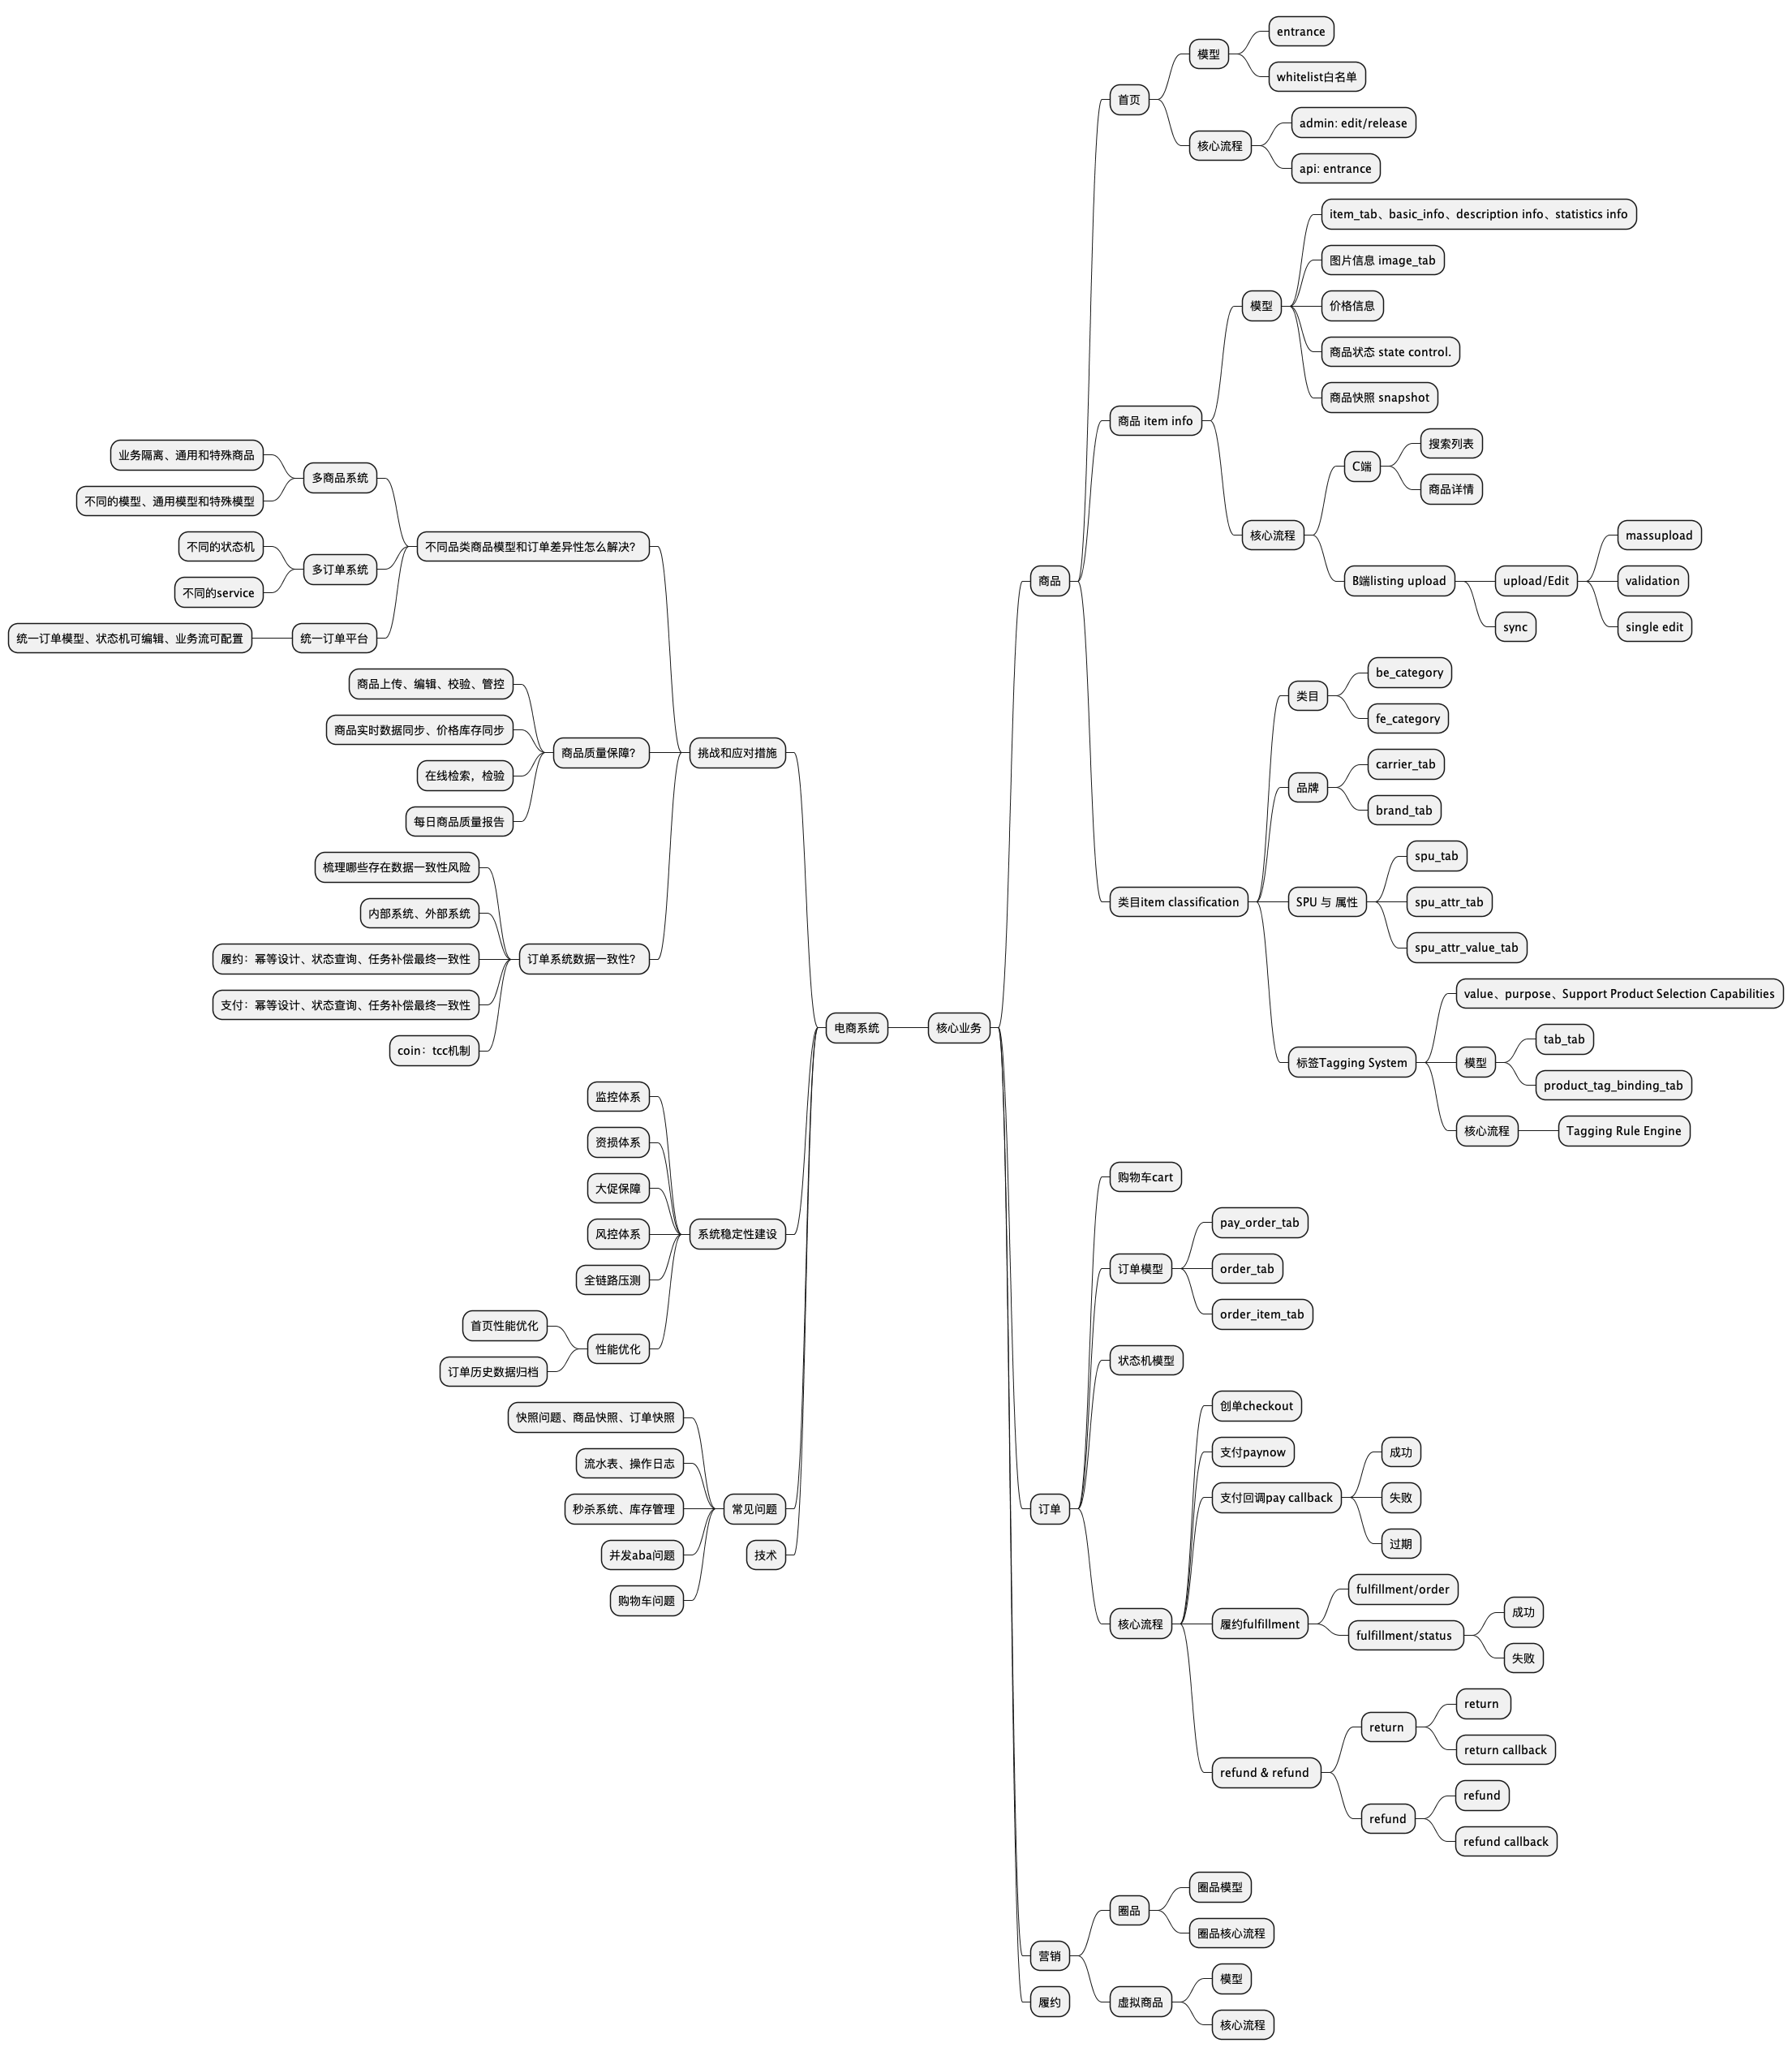 电商系统
核心业务
商品
首页
模型
entrance
whitelist白名单
核心流程
admin: edit/release
api: entrance
商品 item info
模型
item_tab、basic_info、description info、statistics info
图片信息 image_tab
价格信息
商品状态 state control.
商品快照 snapshot
核心流程
C端
搜索列表
商品详情
B端listing upload
upload/Edit
massupload
validation
single edit
sync
类目item classification
类目
be_category
fe_category
品牌
carrier_tab
brand_tab
SPU 与 属性
spu_tab
spu_attr_tab
spu_attr_value_tab
标签Tagging System
value、purpose、Support Product Selection Capabilities
模型
tab_tab
product_tag_binding_tab
核心流程
Tagging Rule Engine
订单
购物车cart
订单模型
pay_order_tab
order_tab
order_item_tab
状态机模型
核心流程
创单checkout
支付paynow
支付回调pay callback
成功
失败
过期
履约fulfillment
fulfillment/order
fulfillment/status
成功
失败
refund & refund
return
return
return callback
refund
refund
refund callback
营销
圈品
圈品模型
圈品核心流程
虚拟商品
模型
核心流程
履约
挑战和应对措施
不同品类商品模型和订单差异性怎么解决？
多商品系统
业务隔离、通用和特殊商品
不同的模型、通用模型和特殊模型
多订单系统
不同的状态机
不同的service
统一订单平台
统一订单模型、状态机可编辑、业务流可配置
商品质量保障？
商品上传、编辑、校验、管控
商品实时数据同步、价格库存同步
在线检索，检验
每日商品质量报告
订单系统数据一致性？
梳理哪些存在数据一致性风险
内部系统、外部系统
履约：幂等设计、状态查询、任务补偿最终一致性
支付：幂等设计、状态查询、任务补偿最终一致性
coin：tcc机制
系统稳定性建设
监控体系
资损体系
大促保障
风控体系
全链路压测
性能优化
首页性能优化
订单历史数据归档
常见问题
快照问题、商品快照、订单快照
流水表、操作日志
秒杀系统、库存管理
并发aba问题
购物车问题
技术